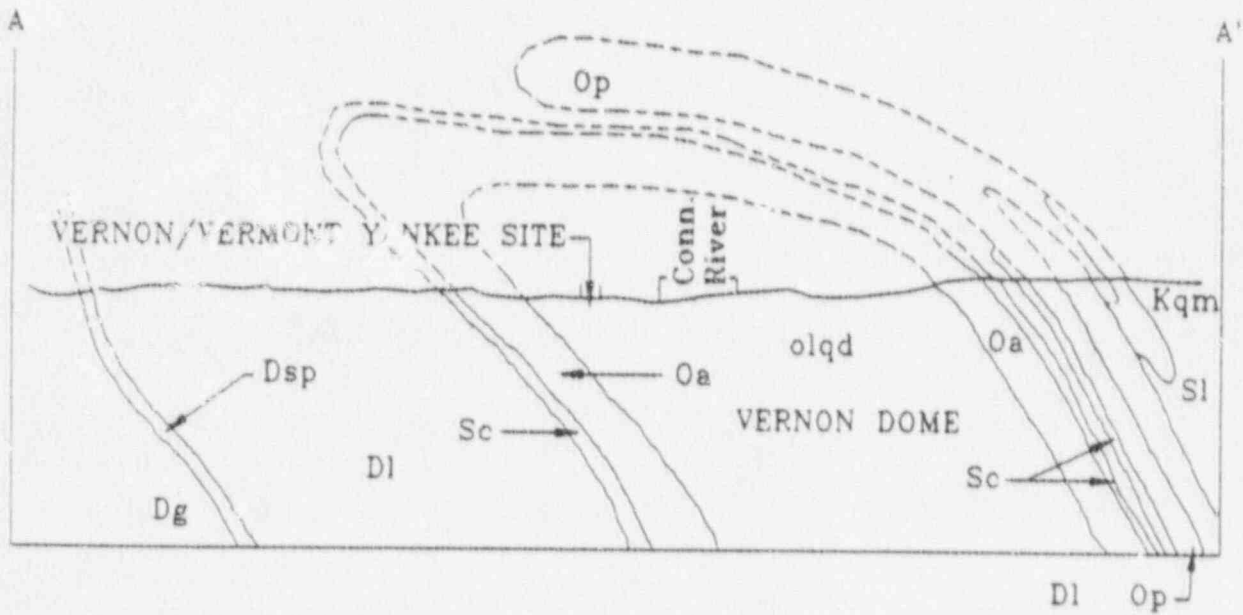 A
A'
Op
VERNON/VERMONT Y NKEE SITE
Conn.
River
Kqm
olqd
Oa
Dsp
Oa
Sl
Sc
VERNON DOME
Dl
Sc
Dg
Dl
Op